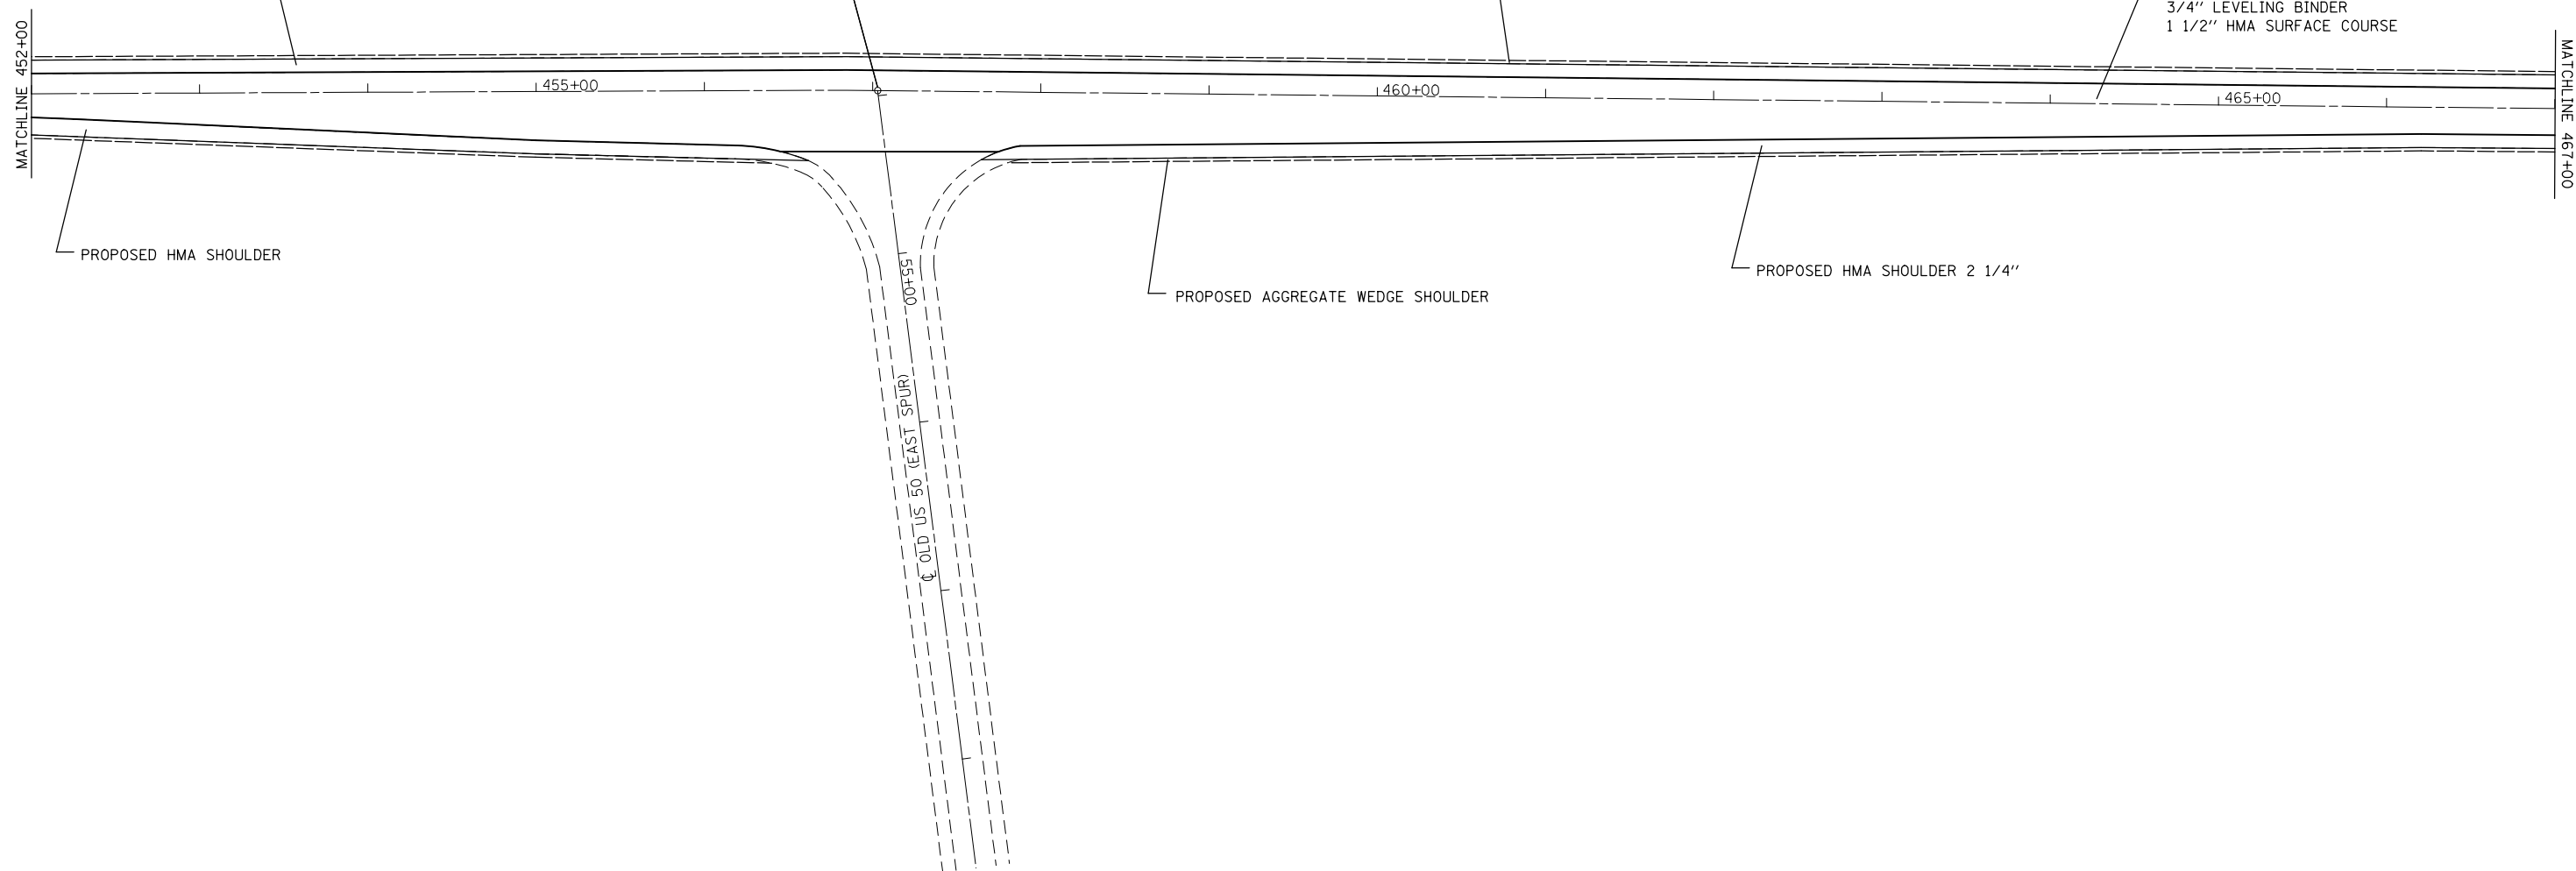 3/4" LEVELING BINDER
1 1/2" HMA SURFACE COURSE
MATCHLINE 452+00
455+00
460+00
465+00
MATCHLINE 467+00
PROPOSED HMA SHOULDER
55+00
PROPOSED AGGREGATE WEDGE SHOULDER
PROPOSED HMA SHOULDER 2 1/4"
℄ OLD US 50 (EAST SPUR)